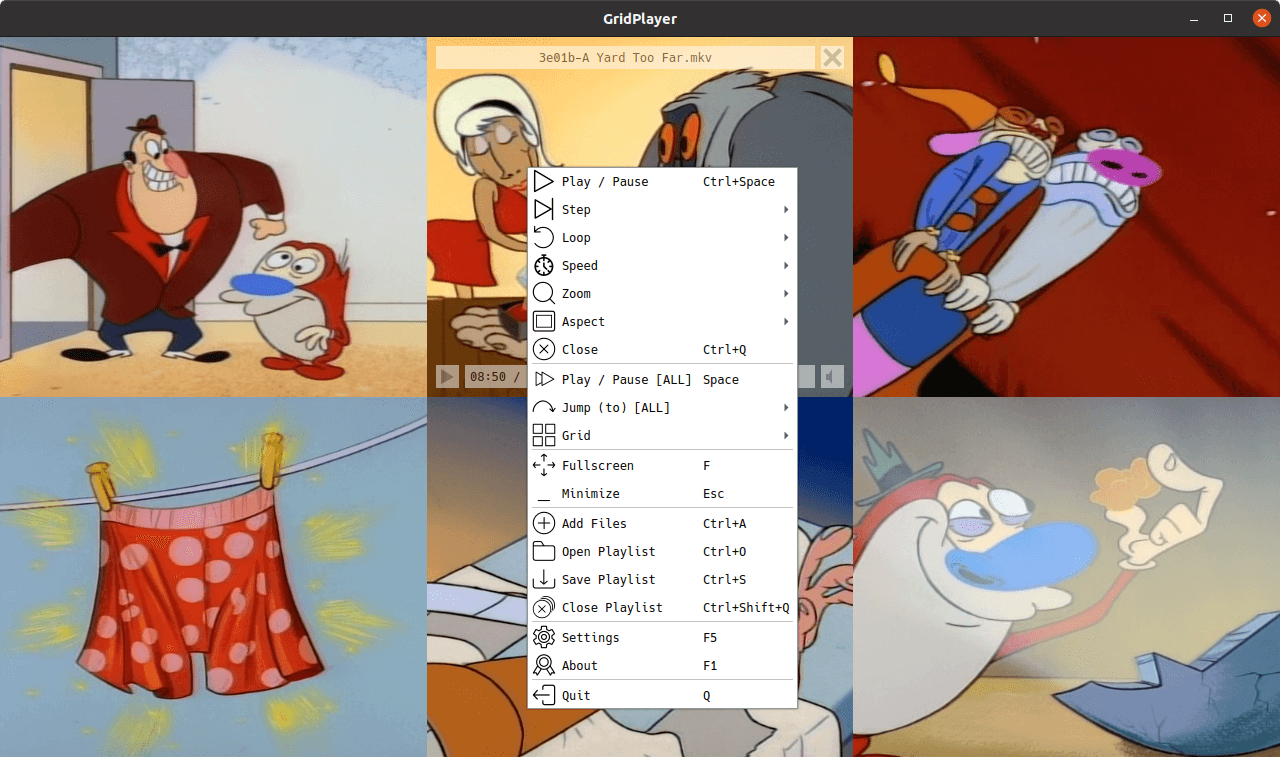 GridPlayer
3e01b-A Yard Too Far.mkv
Play / Pause Ctrl+Space
Step
Loop
Speed
Zoom
Aspect
Close Ctrl+Q
08:50 /
Play / Pause [ALL] Space
Jump (to) [ALL]
Grid
Fullscreen F
Minimize Esc
Add Files Ctrl+A
Open Playlist Ctrl+O
Save Playlist Ctrl+S
Close Playlist Ctrl+Shift+Q
Settings F5
About F1
Quit Q